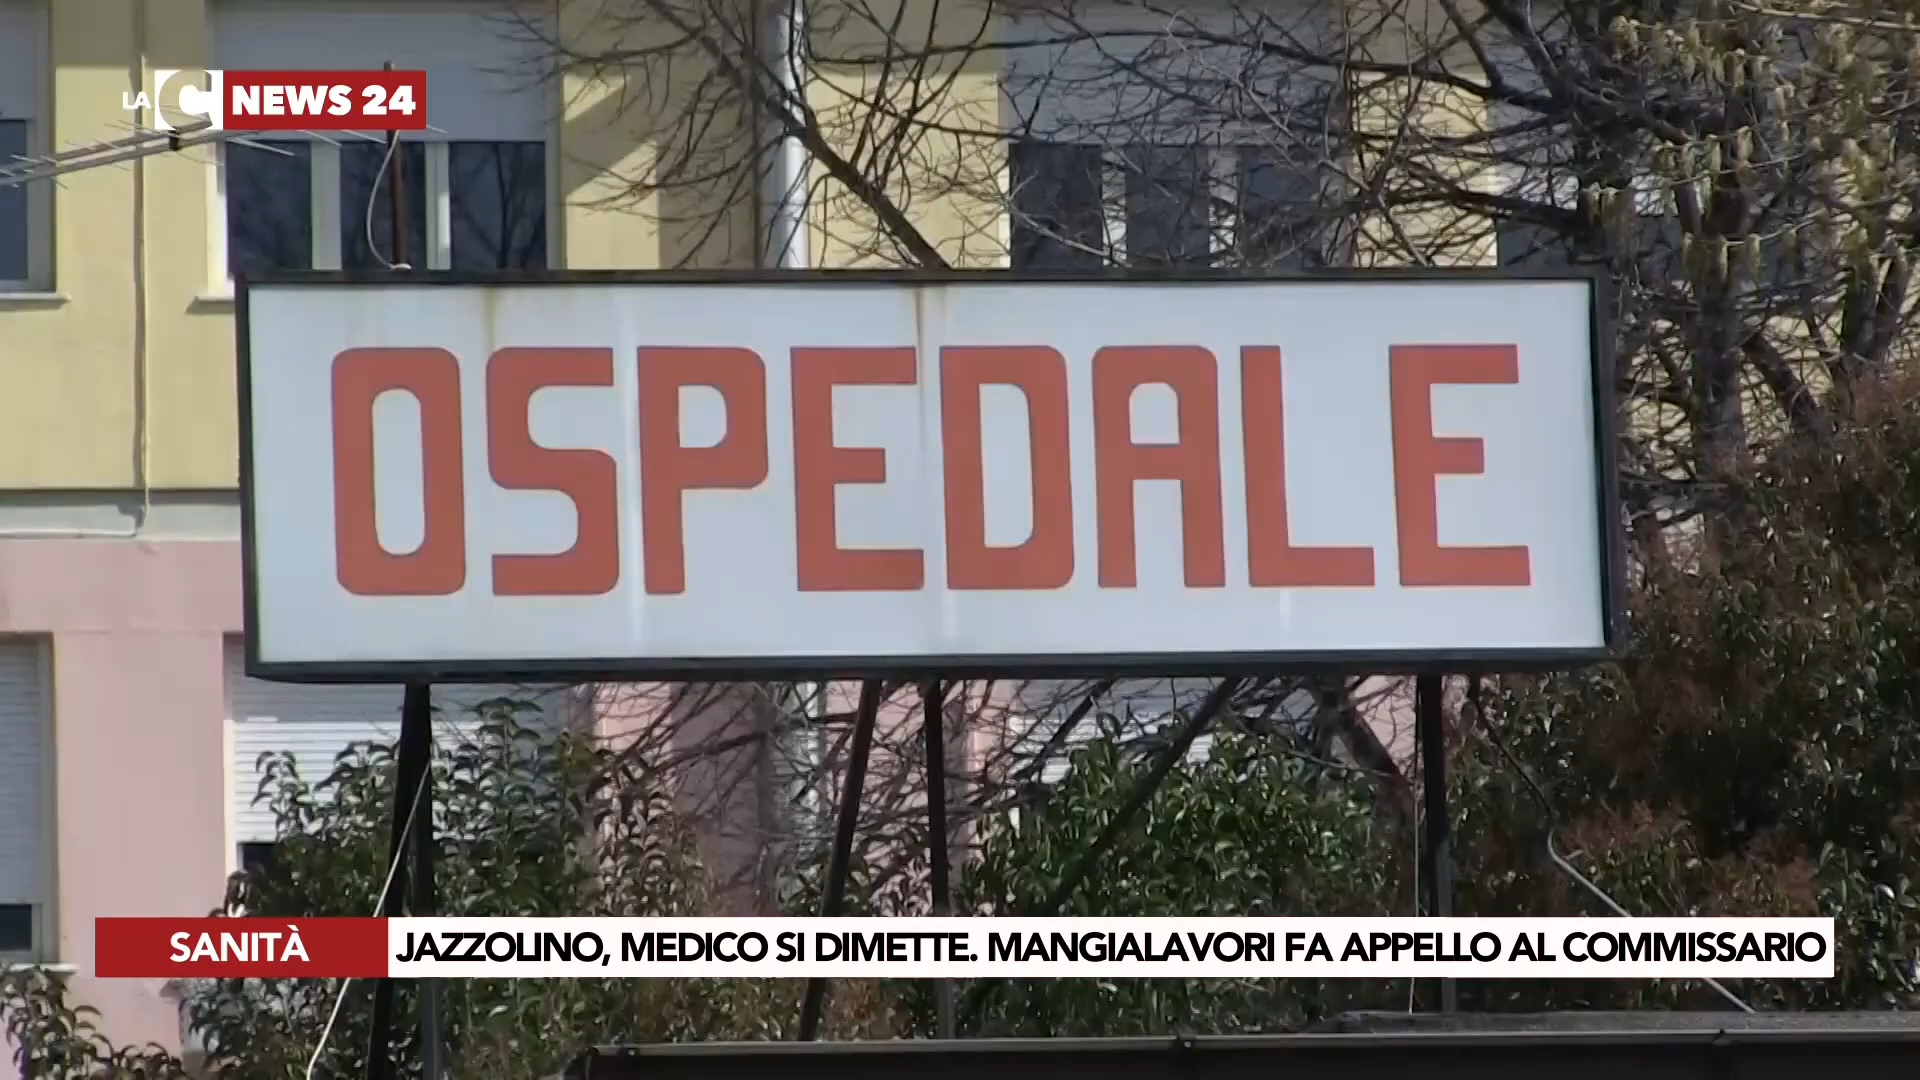 LA C NEWS 24
OSPEDALE
SANITÀ
JAZZOLINO, MEDICO SI DIMETTE. MANGIALAVORI FA APPELLO AL COMMISSARIO